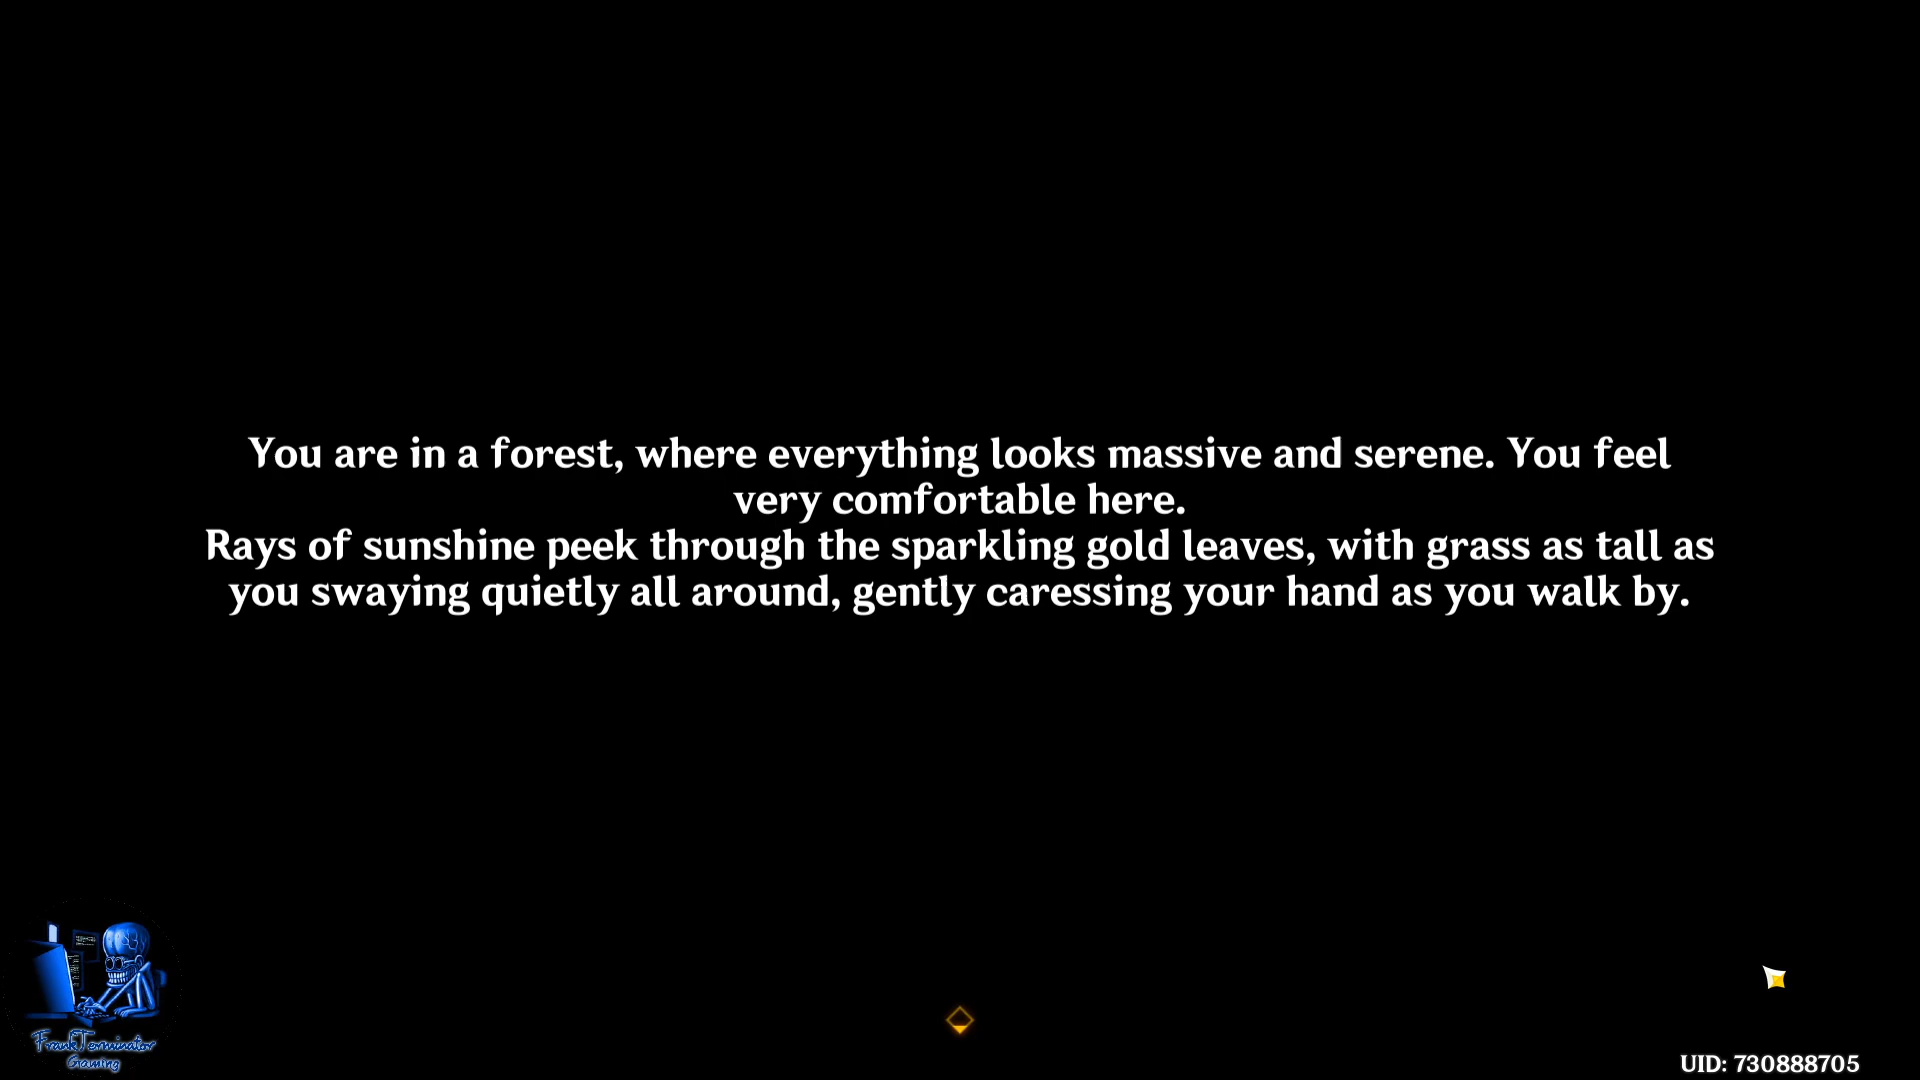 You are in a forest, where everything looks massive and serene. You feel
very comfortable here.
Rays of sunshine peek through the sparkling gold leaves, with grass as tall as
you swaying quietly all around, gently caressing your hand as you walk by.
FrankTerminator
Gaming
UID: 730888705